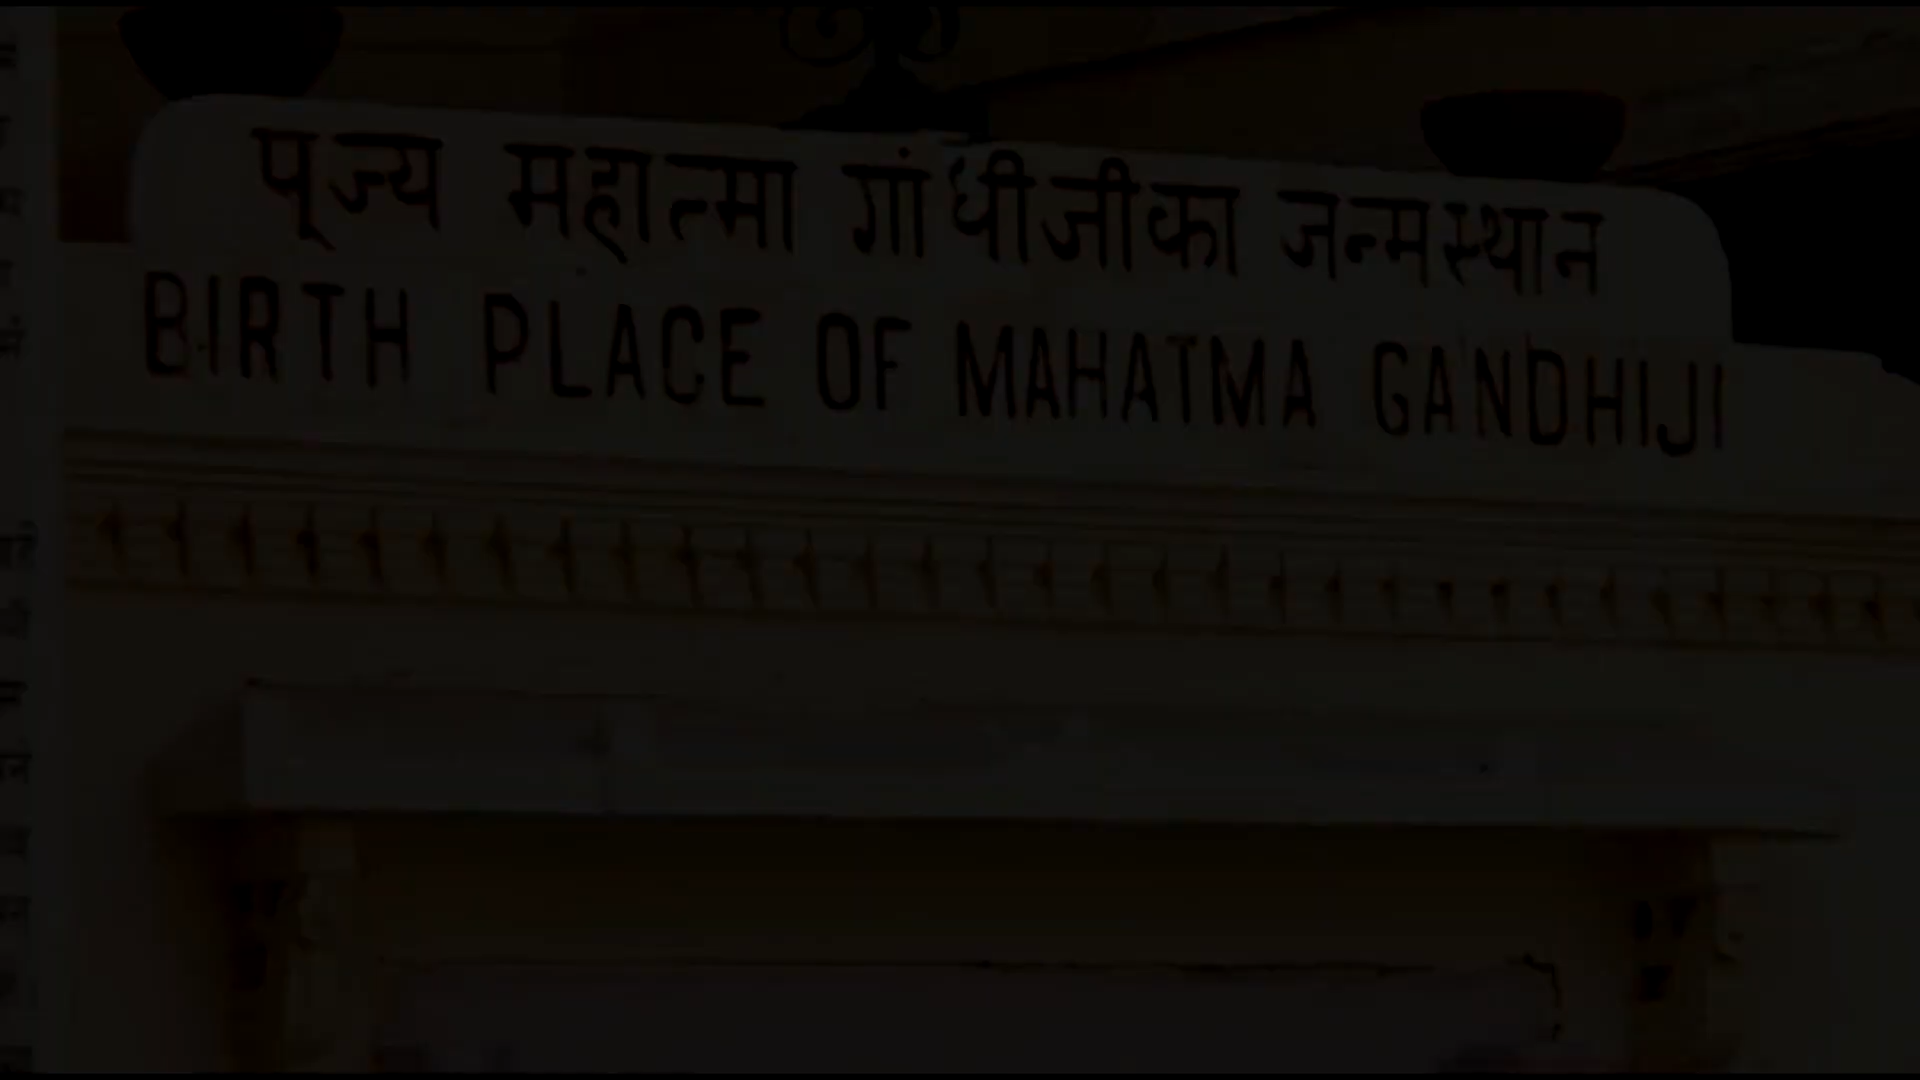 पूज्य महात्मा गांधीजीका जन्मस्थान
BIRTH PLACE OF MAHATMA GANDHIJI